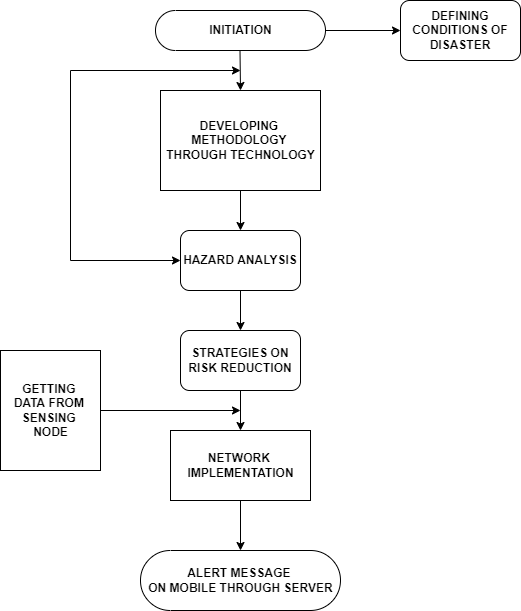 INITIATION
DEFINING
CONDITIONS OF
DISASTER
DEVELOPING
METHODOLOGY
THROUGH TECHNOLOGY
HAZARD ANALYSIS
STRATEGIES ON
RISK REDUCTION
GETTING
DATA FROM
SENSING
NODE
NETWORK
IMPLEMENTATION
ALERT MESSAGE
ON MOBILE THROUGH SERVER